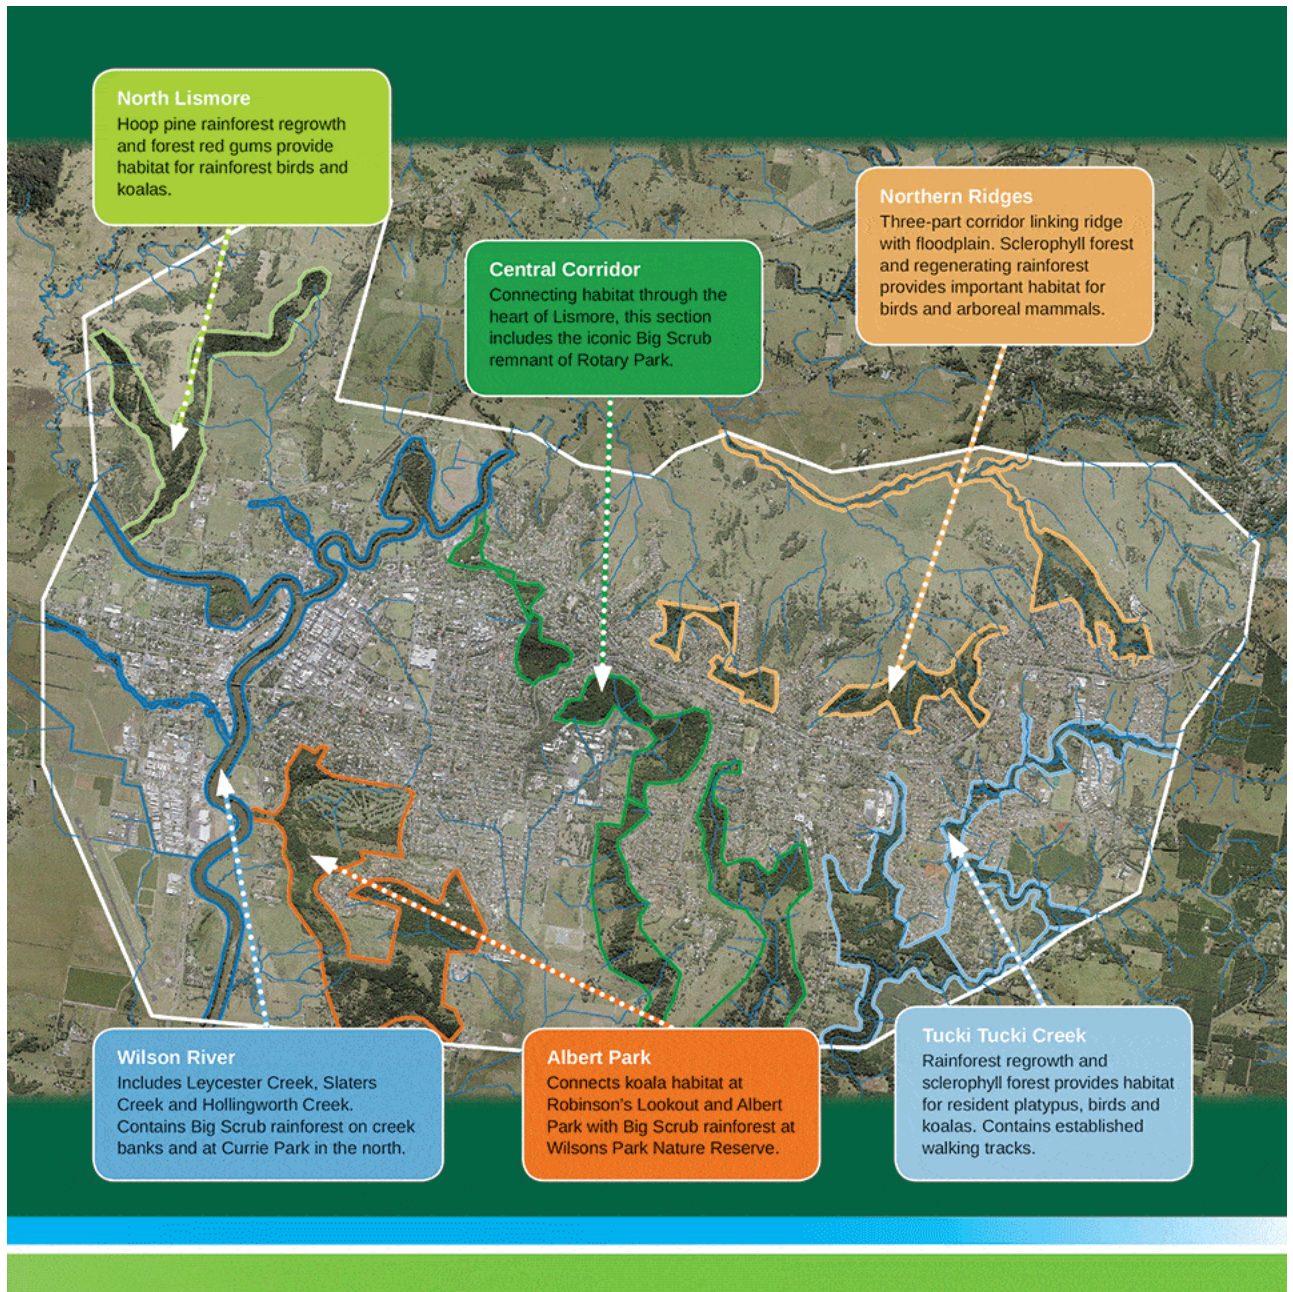 North Lismore
Hoop pine rainforest regrowth
and forest red gums provide
habitat for rainforest birds and
koalas.
Northern Ridges
Three-part corridor linking ridge
with floodplain. Sclerophyll forest
and regenerating rainforest
provides important habitat for
birds and arboreal mammals.
Central Corridor
Connecting habitat through the
heart of Lismore, this section
includes the iconic Big Scrub
remnant of Rotary Park.
Wilson River
Includes Leycester Creek, Slaters
Creek and Hollingworth Creek.
Contains Big Scrub rainforest on creek
banks and at Currie Park in the north.
Albert Park
Connects koala habitat at
Robinson's Lookout and Albert
Park with Big Scrub rainforest at
Wilsons Park Nature Reserve.
Tucki Tucki Creek
Rainforest regrowth and
sclerophyll forest provides habitat
for resident platypus, birds and
koalas. Contains established
walking tracks.